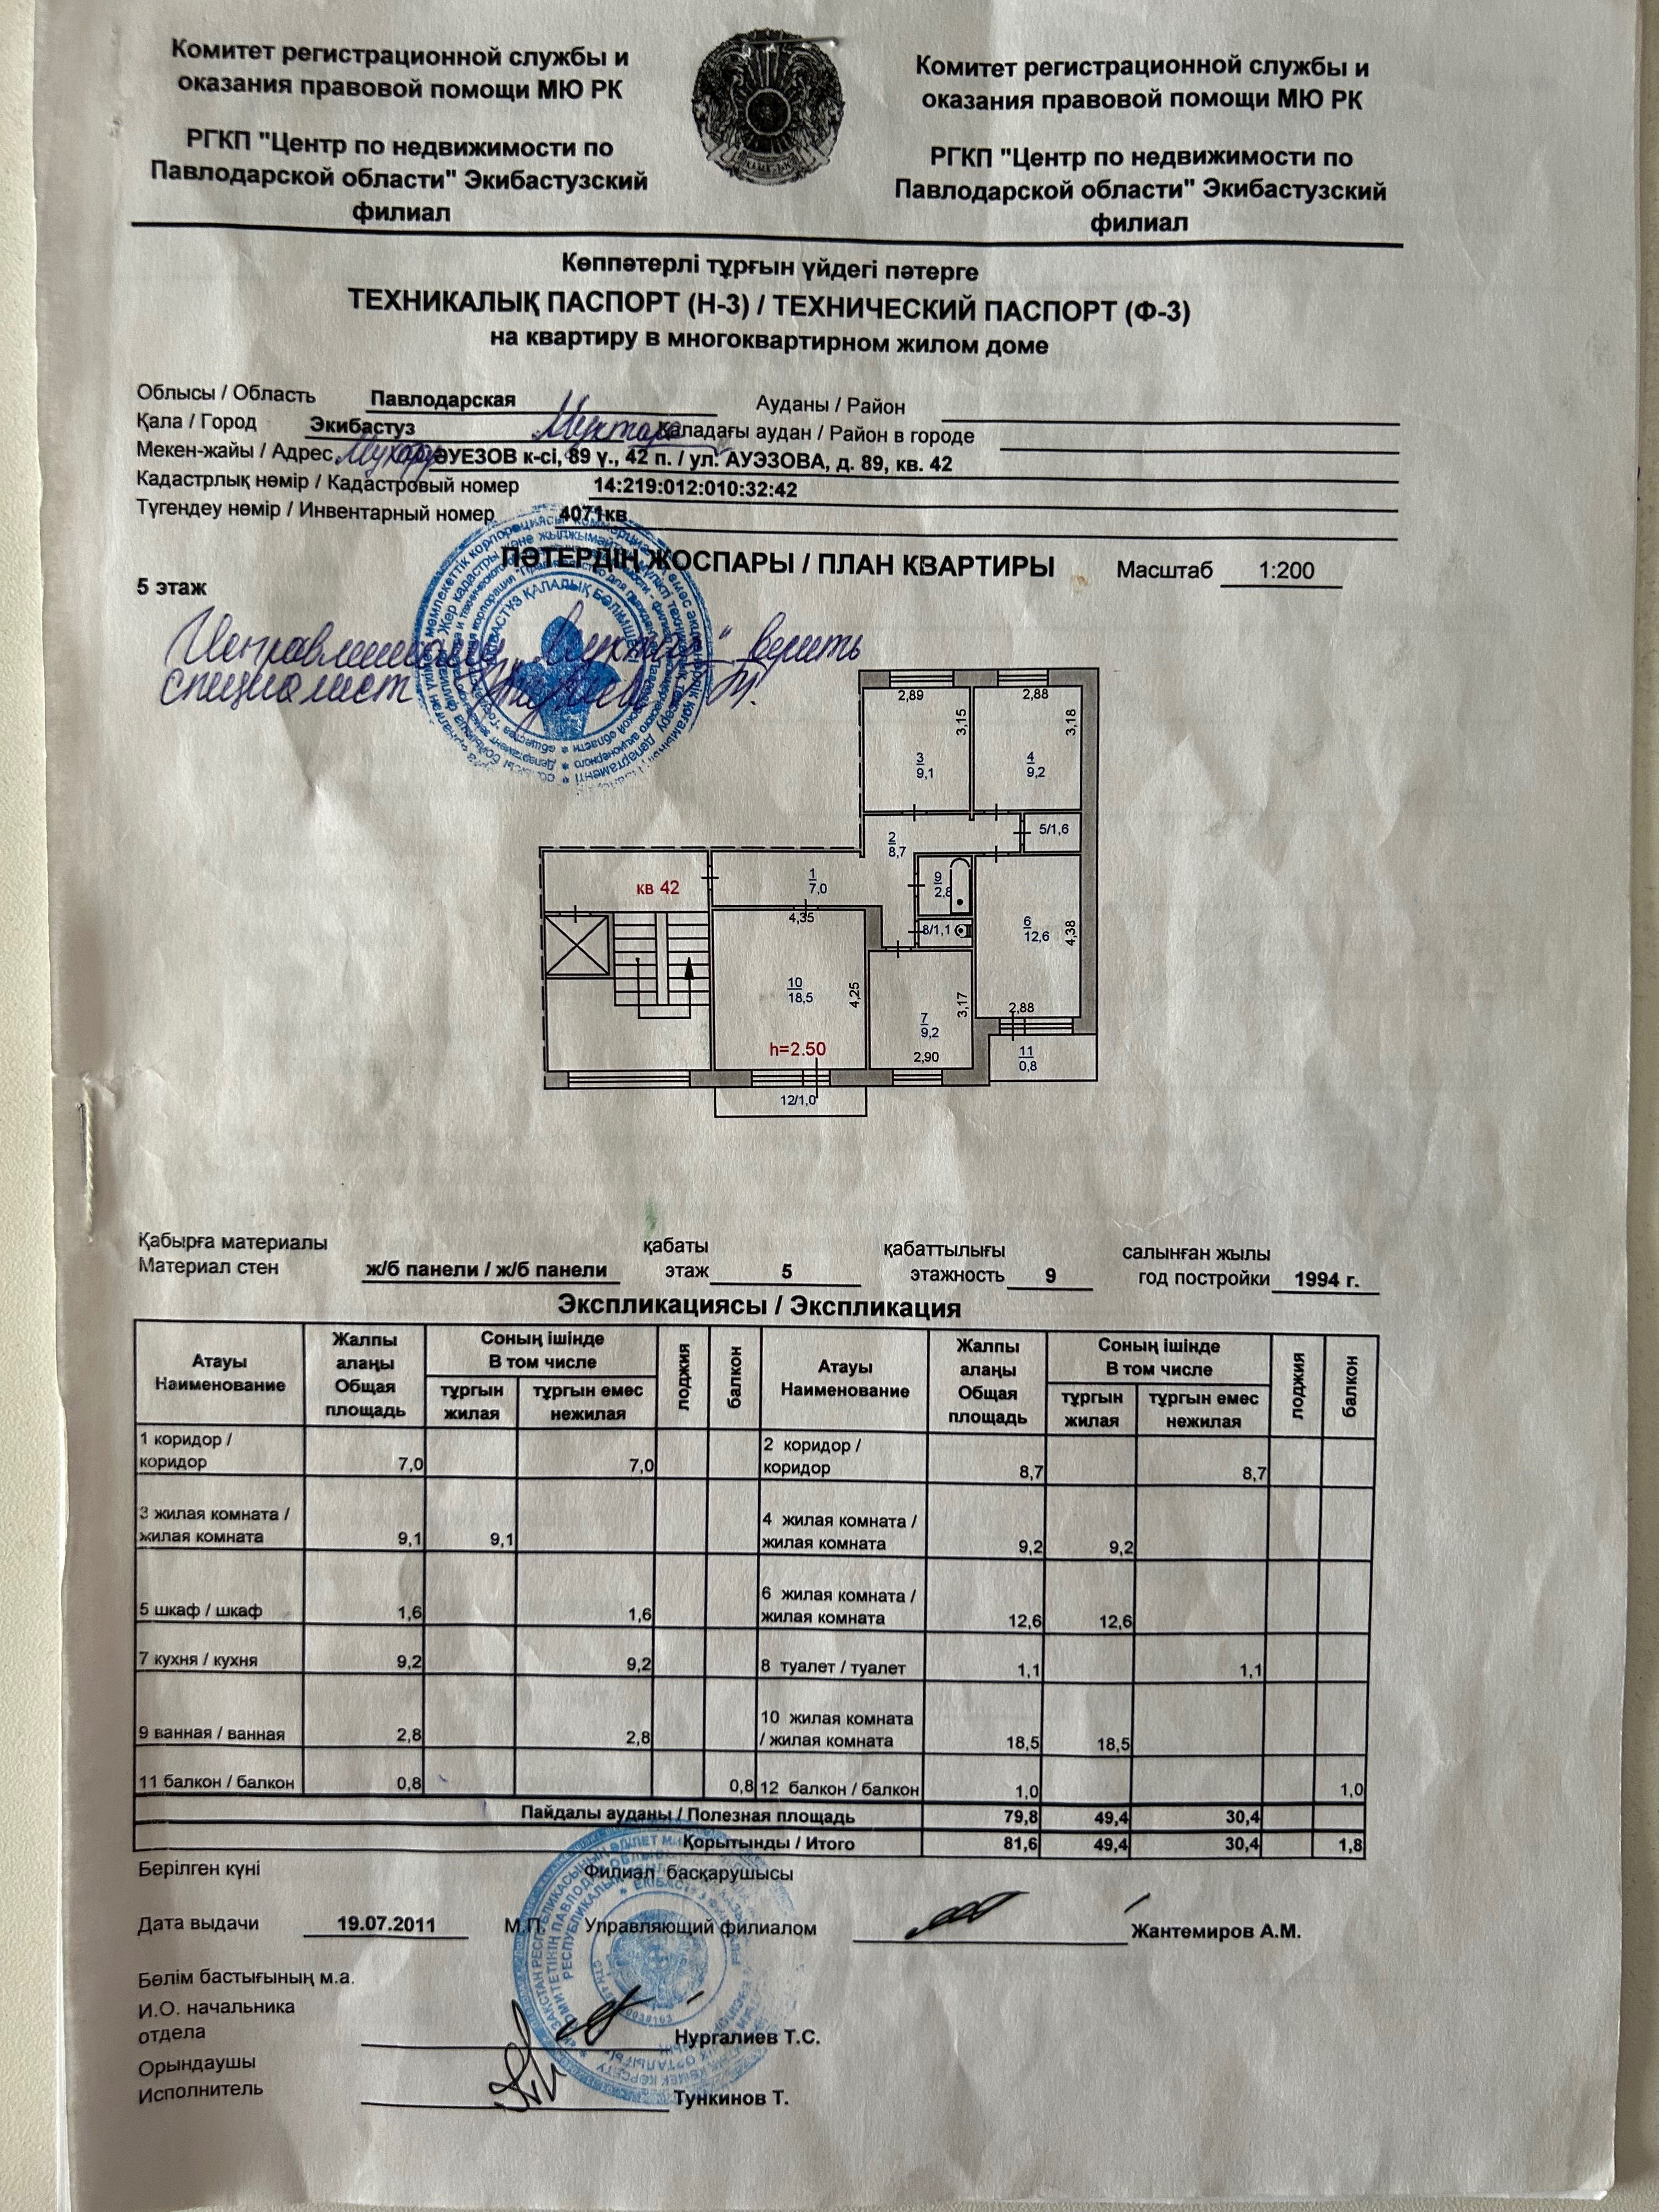 Комитет регистрационной службы и
оказания правовой помощи МЮ РК
РГКП "Центр по недвижимости по
Павлодарской области" Экибастузский
филиал
Комитет регистрационной службы и
оказания правовой помощи МЮ РК
РГКП "Центр по недвижимости по
Павлодарской области" Экибастузский
филиал
Көппәтерлі тұрғын үйдегі пәтерге
ТЕХНИКАЛЫҚ ПАСПОРТ (Н-3) / ТЕХНИЧЕСКИЙ ПАСПОРТ (Ф-3)
на квартиру в многоквартирном жилом доме
Облысы / Область Павлодарская Ауданы / Район
Қала / Город Экибастуз Мухтара Қаладағы аудан / Район в городе
Мекен-жайы / Адрес Мухтар ӘУЕЗОВ к-сі, 89 ү., 42 п. / ул. АУЭЗОВА, д. 89, кв. 42
Кадастрлық нөмір / Кадастровый номер 14:219:012:010:32:42
Түгендеу нөмір / Инвентарный номер 4071кв
ПӘТЕРДІҢ ЖОСПАРЫ / ПЛАН КВАРТИРЫ Масштаб 1:200
5 этаж
Исправленному "Мухтар" верить
специалист
2,89 2,88
3,15 3,18
3 9,1
4 9,2
5/1,6
2 8,7
1 7,0
кв 42
9 2,8
8/1,1
6 12,6
4,38
4,35
10 18,5
4,25
3,17
2,88
7 9,2
h=2.50
2,90
11 0,8
12/1,0
Қабырға материалы қабаты қабаттылығы салынған жылы
Материал стен ж/б панели / ж/б панели этаж 5 этажность 9 год постройки 1994 г.
Экспликациясы / Экспликация
Атауы Наименование Жалпы алаңы Общая площадь Соның ішінде В том числе тұргын жилая тұргын емес нежилая лоджия балкон Атауы Наименование Жалпы алаңы Общая площадь Соның ішінде В том числе тұргын жилая тұргын емес нежилая лоджия балкон
1 коридор / коридор 7,0 7,0 2 коридор / коридор 8,7 8,7
3 жилая комната / жилая комната 9,1 9,1 4 жилая комната / жилая комната 9,2 9,2
5 шкаф / шкаф 1,6 1,6 6 жилая комната / жилая комната 12,6 12,6
7 кухня / кухня 9,2 9,2 8 туалет / туалет 1,1 1,1
9 ванная / ванная 2,8 2,8 10 жилая комната / жилая комната 18,5 18,5
11 балкон / балкон 0,8 0,8 12 балкон / балкон 1,0 1,0
Пайдалы ауданы / Полезная площадь 79,8 49,4 30,4
Қорытынды / Итого 81,6 49,4 30,4 1,8
Берілген күні Филиал басқарушысы
Дата выдачи 19.07.2011 М.П. Управляющий филиалом Жантемиров А.М.
Бөлім бастығының м.а.
И.О. начальника
отдела Нургалиев Т.С.
Орындаушы
Исполнитель Тункинов Т.